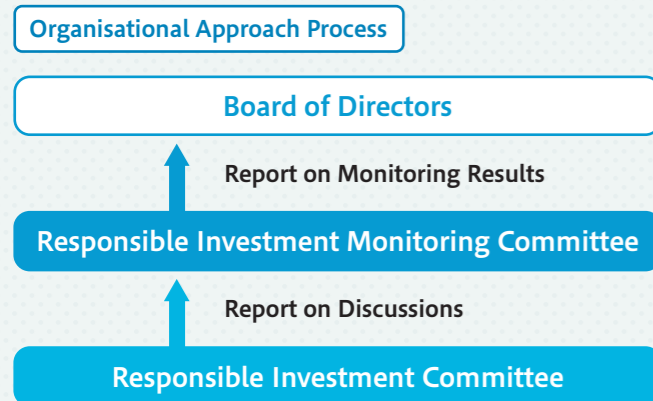 Organisational Approach Process
Board of Directors
Report on Monitoring Results
Responsible Investment Monitoring Committee
Report on Discussions
Responsible Investment Committee